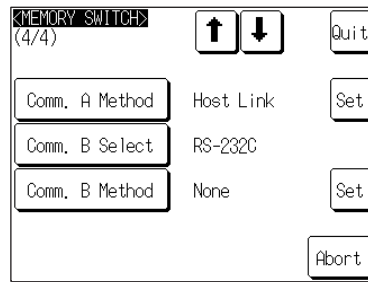 <MEMORY SWITCH>
(4/4)
Quit
Comm. A Method Host Link Set
Comm. B Select RS-232C
Comm. B Method None Set
Abort